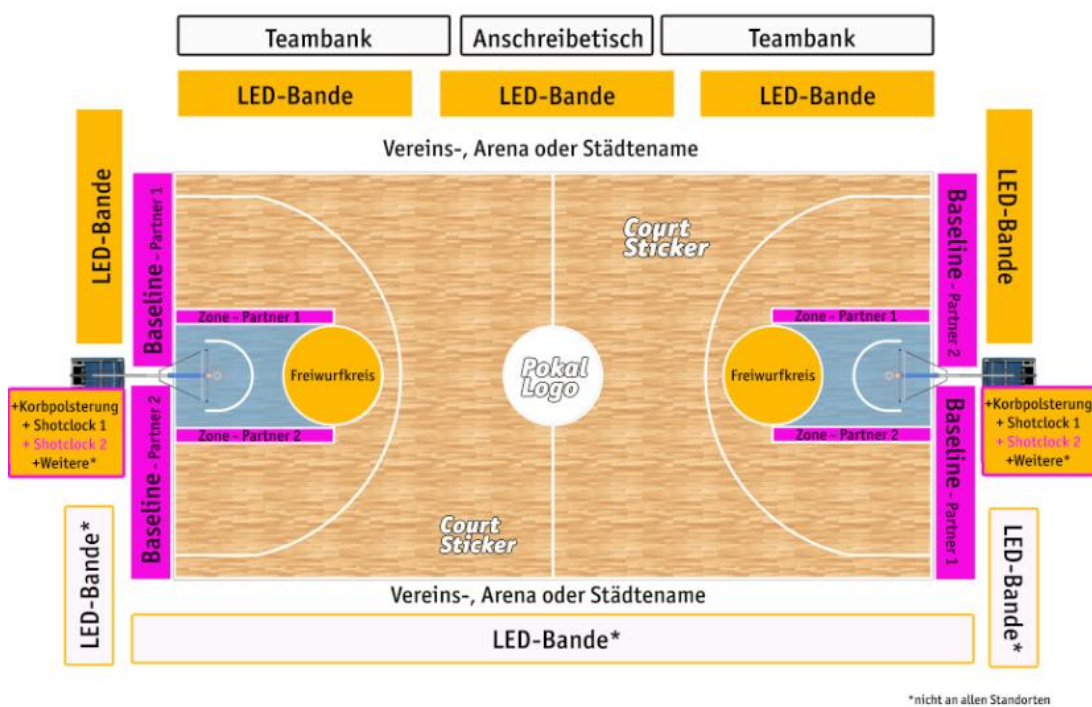 Teambank
Anschreibetisch
Teambank
LED-Bande
LED-Bande
LED-Bande
LED-Bande
LED-Bande
Vereins-, Arena oder Städtename
Baseline - Partner 1
Baseline - Partner 2
Court
Sticker
Zone - Partner 1
Zone - Partner 1
Freiwurfkreis
Pokal
Logo
Freiwurfkreis
Zone - Partner 2
Zone - Partner 2
+Korbpolsterung
+ Shotclock 1
+ Shotclock 2
+Weitere*
+Korbpolsterung
+ Shotclock 1
+ Shotclock 2
+Weitere*
Baseline - Partner 2
Baseline - Partner 1
Court
Sticker
LED-Bande*
LED-Bande*
Vereins-, Arena oder Städtename
LED-Bande*
*nicht an allen Standorten